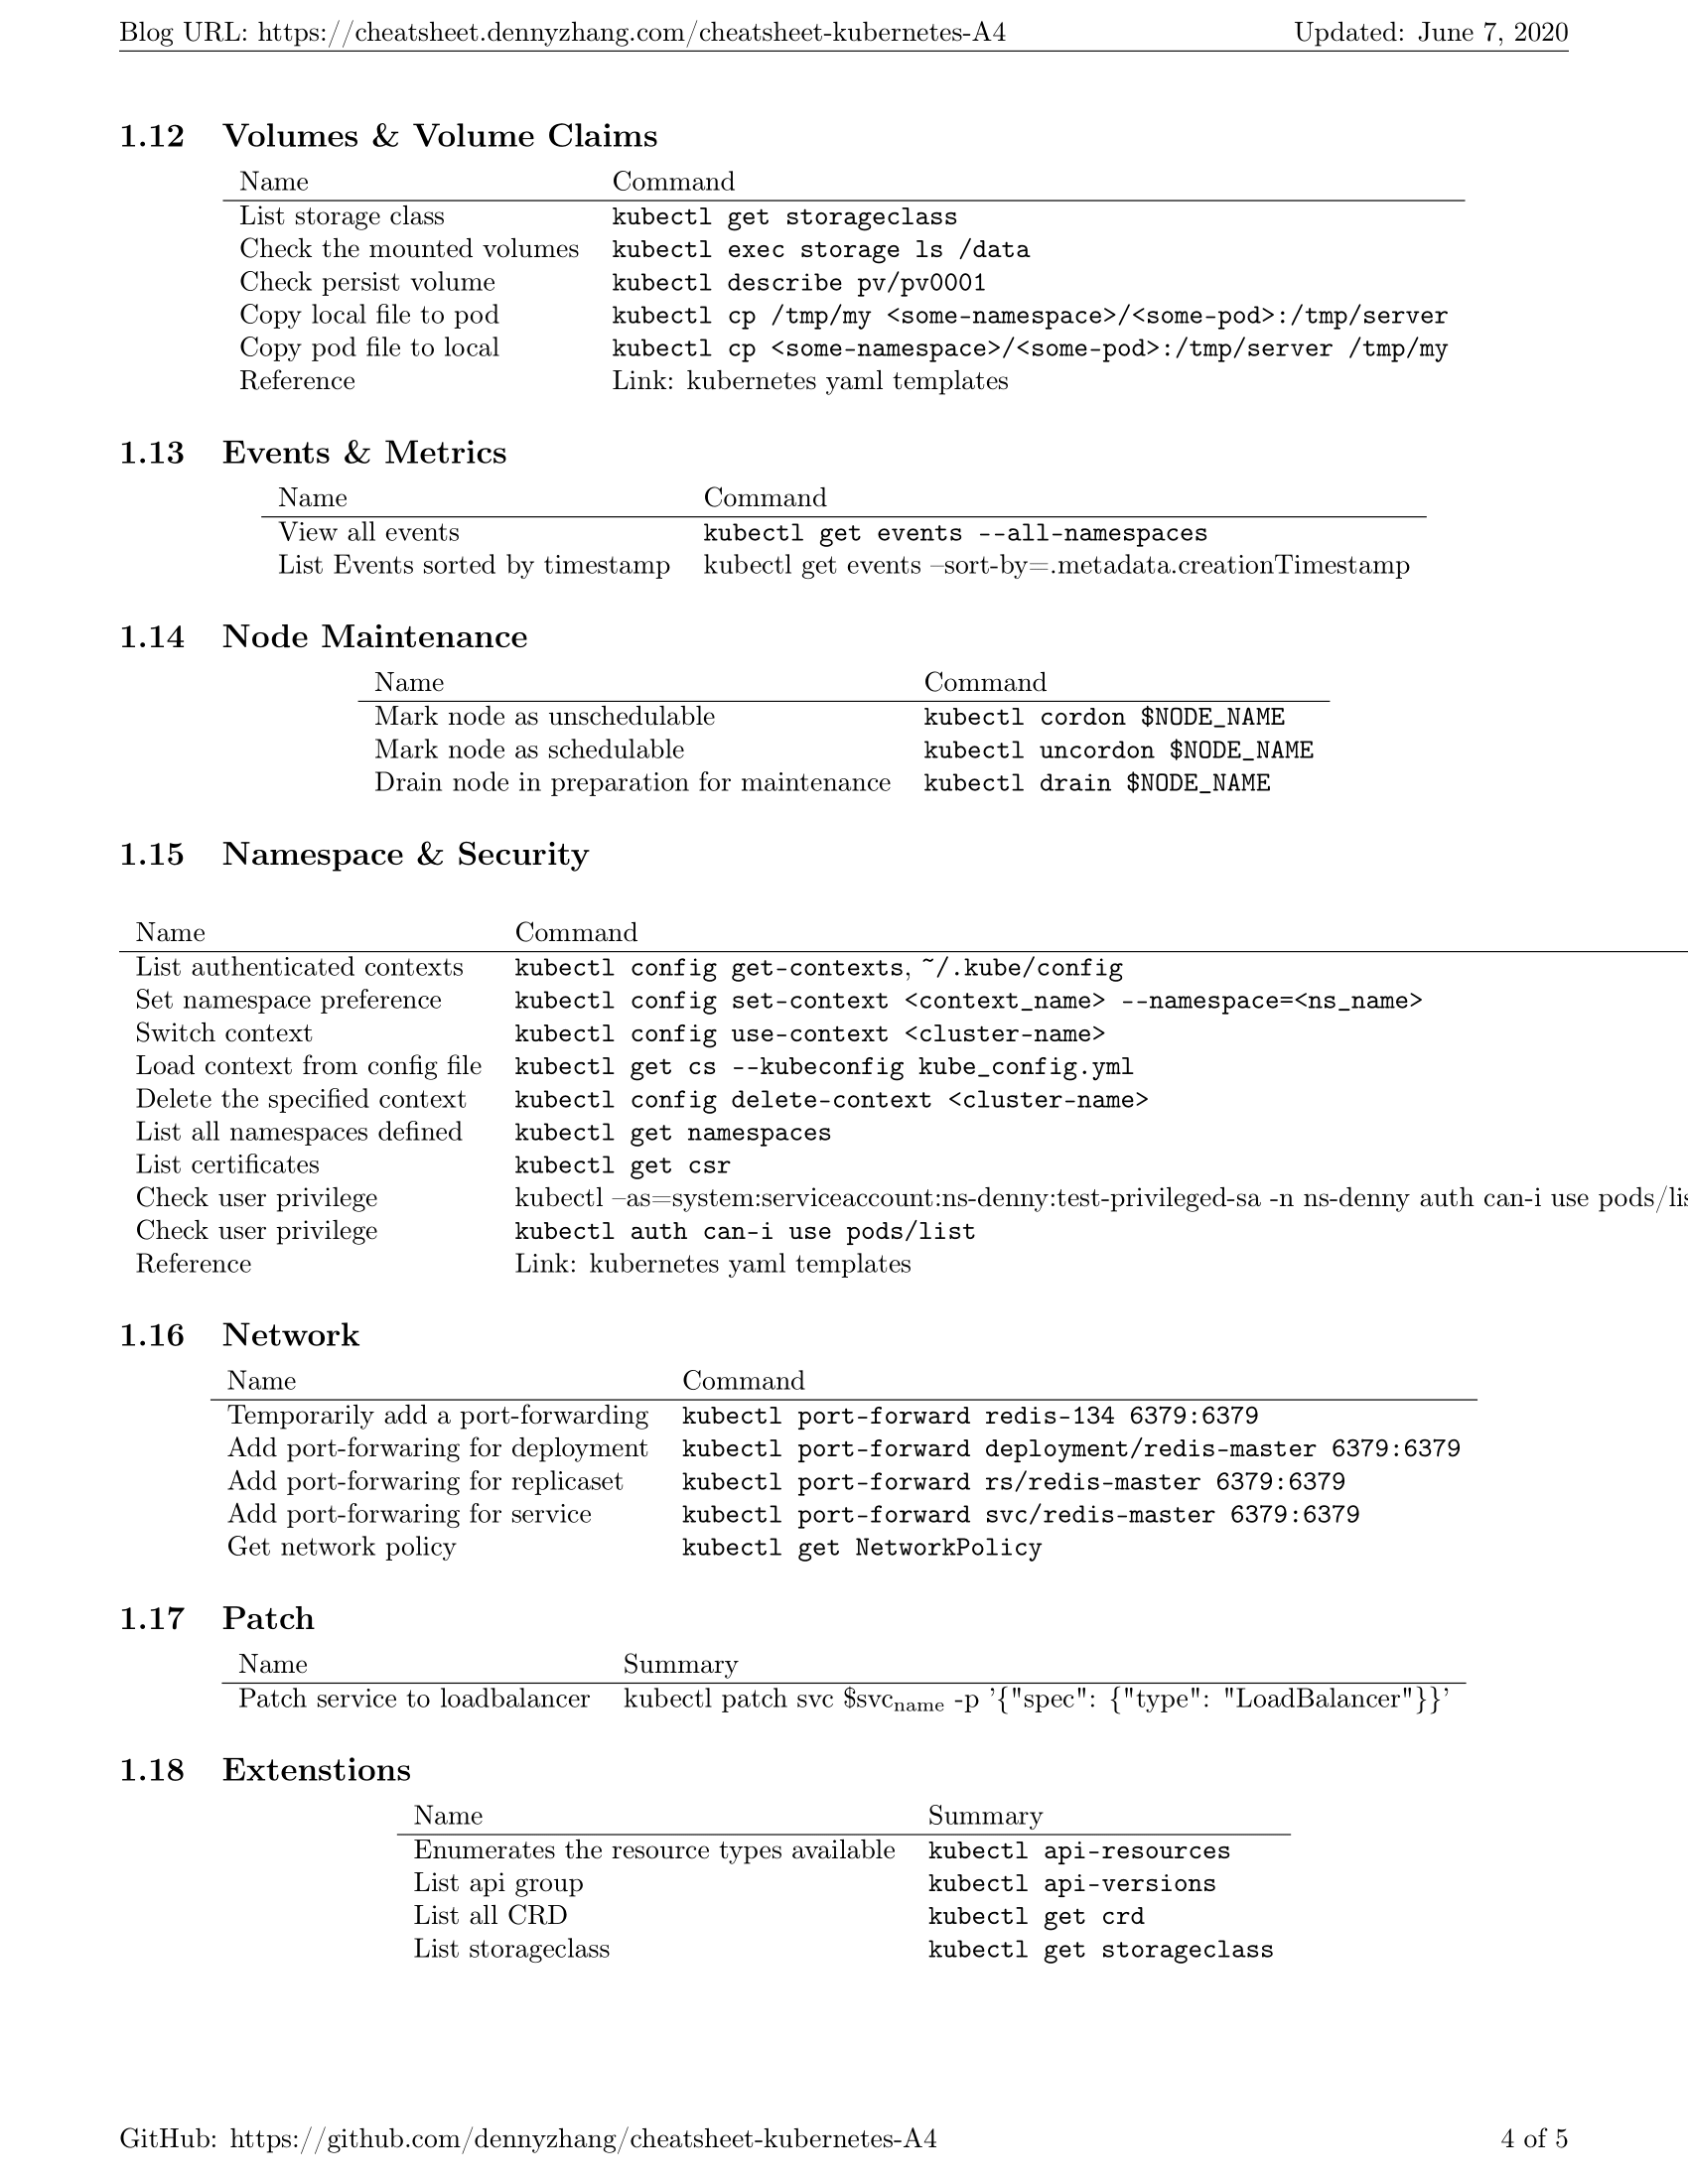 Blog URL: https://cheatsheet.dennyzhang.com/cheatsheet-kubernetes-A4 Updated: June 7, 2020
1.12 Volumes & Volume Claims
Name Command
List storage class kubectl get storageclass
Check the mounted volumes kubectl exec storage ls /data
Check persist volume kubectl describe pv/pv0001
Copy local file to pod kubectl cp /tmp/my <some-namespace>/<some-pod>:/tmp/server
Copy pod file to local kubectl cp <some-namespace>/<some-pod>:/tmp/server /tmp/my
Reference Link: kubernetes yaml templates
1.13 Events & Metrics
Name Command
View all events kubectl get events --all-namespaces
List Events sorted by timestamp kubectl get events –sort-by=.metadata.creationTimestamp
1.14 Node Maintenance
Name Command
Mark node as unschedulable kubectl cordon $NODE_NAME
Mark node as schedulable kubectl uncordon $NODE_NAME
Drain node in preparation for maintenance kubectl drain $NODE_NAME
1.15 Namespace & Security
Name Command
List authenticated contexts kubectl config get-contexts, ~/.kube/config
Set namespace preference kubectl config set-context <context_name> --namespace=<ns_name>
Switch context kubectl config use-context <cluster-name>
Load context from config file kubectl get cs --kubeconfig kube_config.yml
Delete the specified context kubectl config delete-context <cluster-name>
List all namespaces defined kubectl get namespaces
List certificates kubectl get csr
Check user privilege kubectl –as=system:serviceaccount:ns-denny:test-privileged-sa -n ns-denny auth can-i use pods/lis
Check user privilege kubectl auth can-i use pods/list
Reference Link: kubernetes yaml templates
1.16 Network
Name Command
Temporarily add a port-forwarding kubectl port-forward redis-134 6379:6379
Add port-forwaring for deployment kubectl port-forward deployment/redis-master 6379:6379
Add port-forwaring for replicaset kubectl port-forward rs/redis-master 6379:6379
Add port-forwaring for service kubectl port-forward svc/redis-master 6379:6379
Get network policy kubectl get NetworkPolicy
1.17 Patch
Name Summary
Patch service to loadbalancer kubectl patch svc $svcname -p ’{"spec": {"type": "LoadBalancer"}}’
1.18 Extenstions
Name Summary
Enumerates the resource types available kubectl api-resources
List api group kubectl api-versions
List all CRD kubectl get crd
List storageclass kubectl get storageclass
GitHub: https://github.com/dennyzhang/cheatsheet-kubernetes-A4 4 of 5